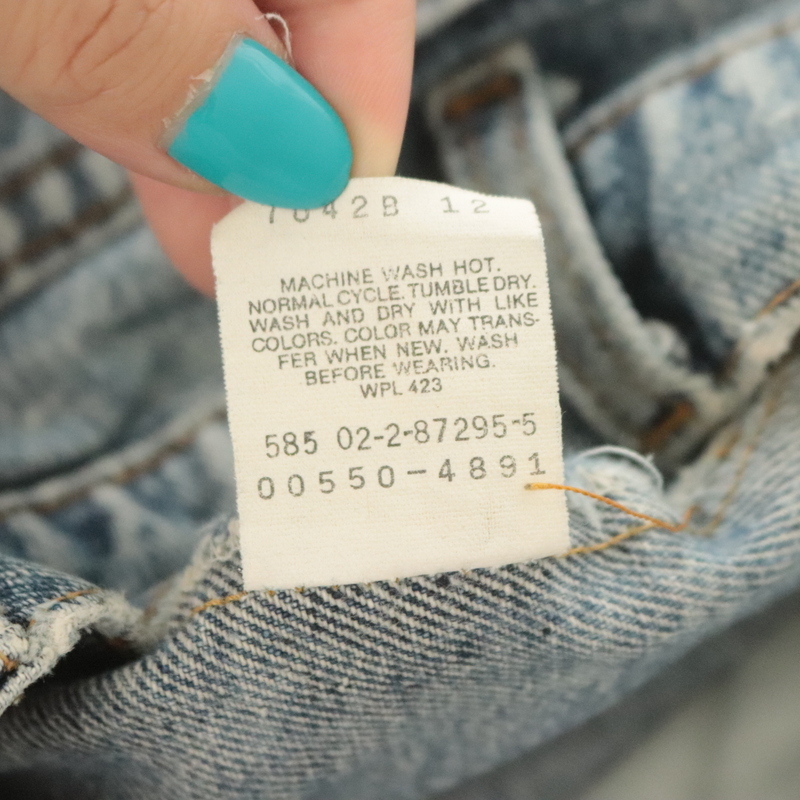 7842B 12
MACHINE WASH HOT.
NORMAL CYCLE. TUMBLE DRY.
WASH AND DRY WITH LIKE
COLORS. COLOR MAY TRANS-
FER WHEN NEW. WASH
BEFORE WEARING.
WPL 423
585 02-2-87295-5
00550-4891